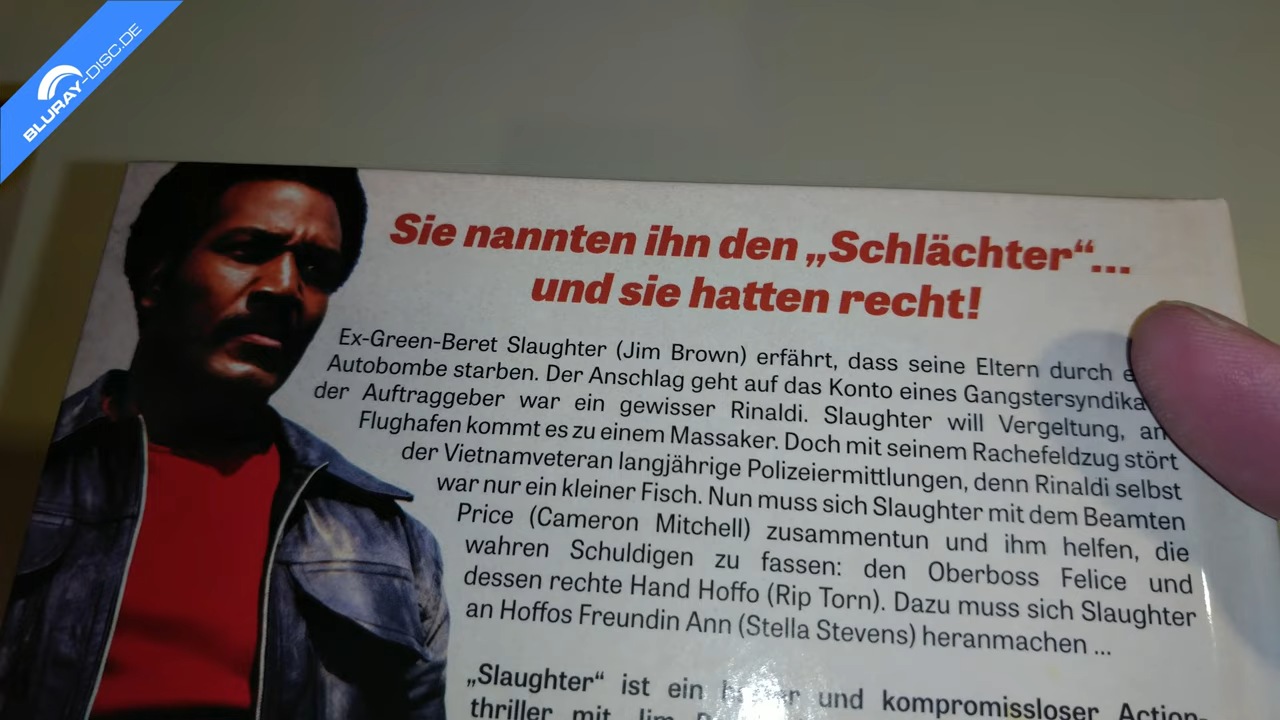 BLURAY-DISC.DE
Sie nannten ihn den „Schlächter“...
und sie hatten recht!
Ex-Green-Beret Slaughter (Jim Brown) erfährt, dass seine Eltern durch
Autobombe starben. Der Anschlag geht auf das Konto eines
der Auftraggeber war ein gewisser Rinaldi. Slaughter will Vergeltung,
Flughafen kommt es zu einem Massaker. Doch mit seinem Rachefeldzug stört
der Vietnamveteran langjährige Polizeiermittlungen, denn Rinaldi selbst
war nur ein kleiner Fisch. Nun muss sich Slaughter mit dem Beamten
Price (Cameron Mitchell) zusammentun und ihm helfen, die
wahren Schuldigen zu fassen: den Oberboss Felice und
dessen rechte Hand Hoffo (Rip Torn). Dazu muss sich Slaughter
an Hoffos Freundin Ann (Stella Stevens) heranmachen ...
„Slaughter“ ist ein und kompromissloser Action-
thriller mit Jim